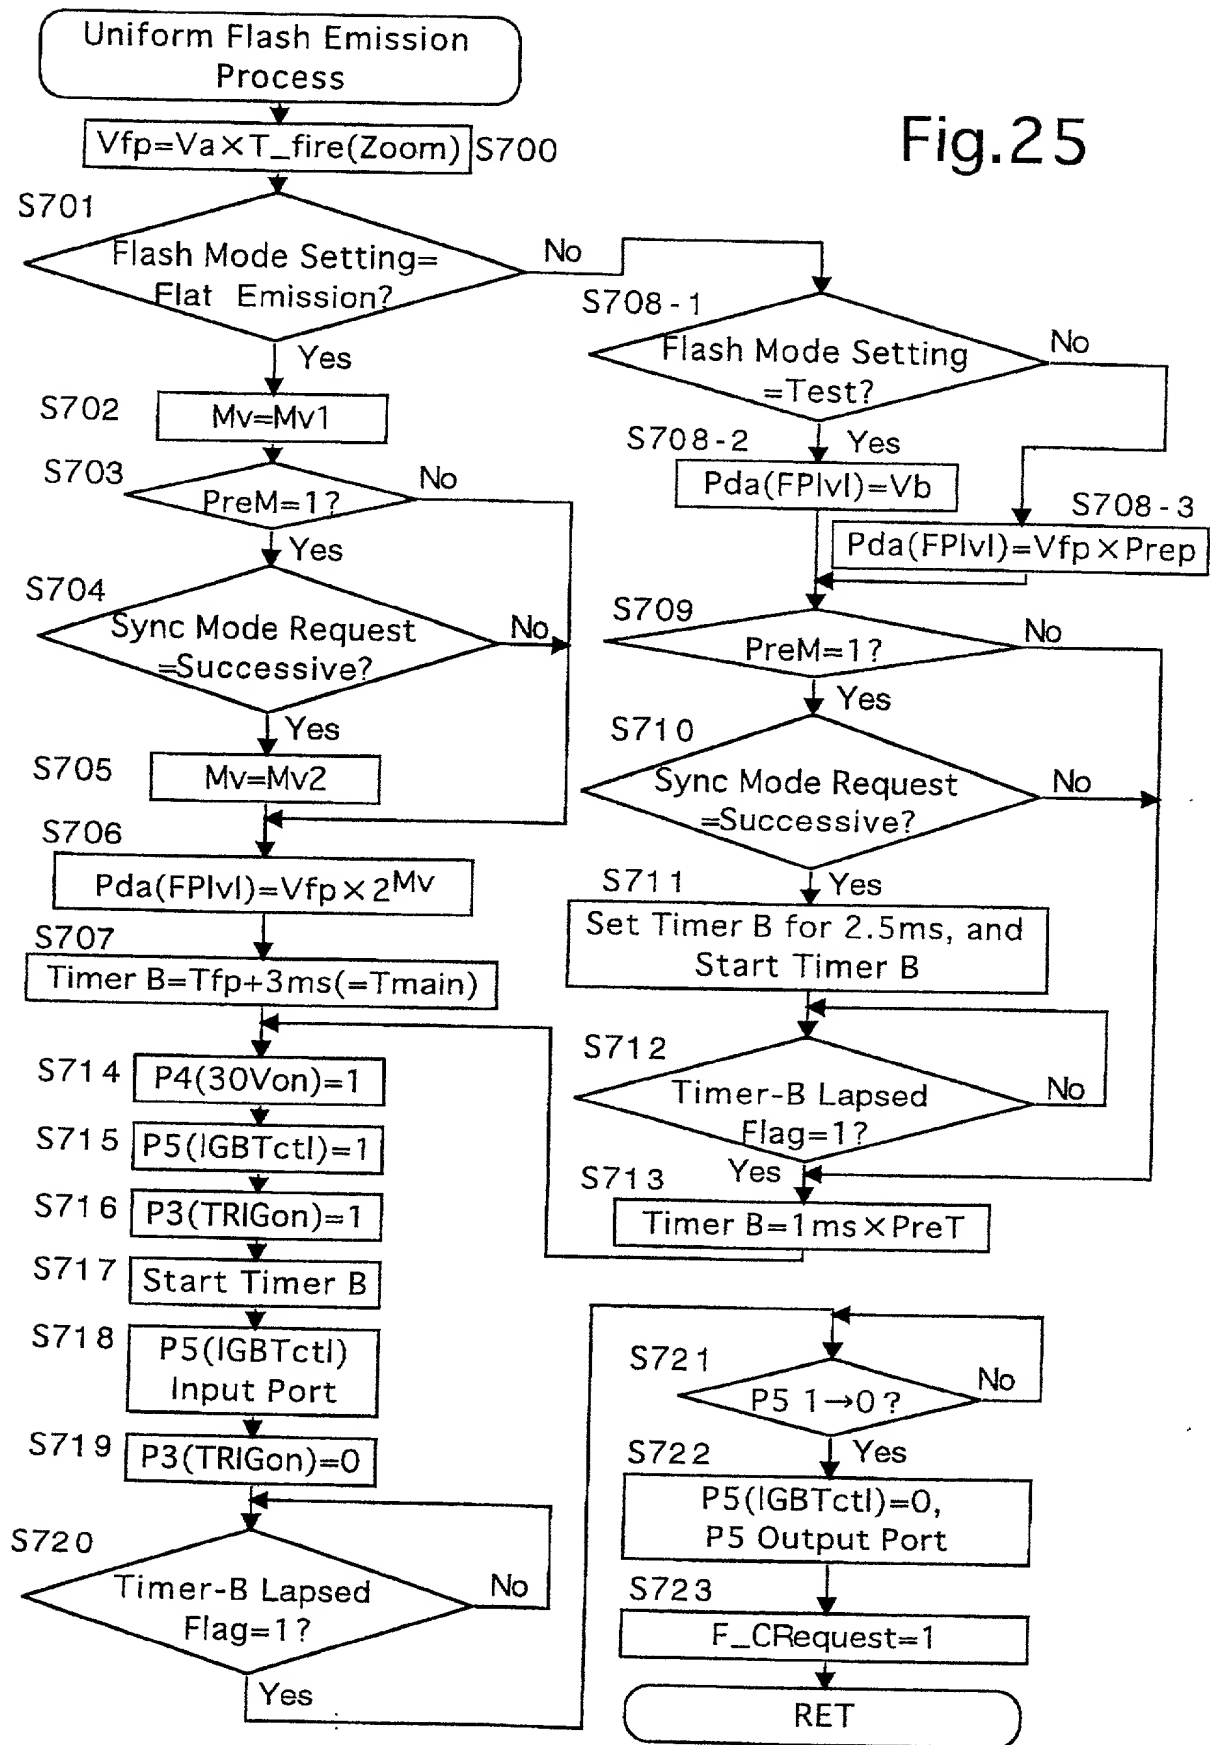 Uniform Flash Emission
Process
Fig.25
Vfp=Va×T_fire(Zoom)
S700
S701
Flash Mode Setting=
Flat Emission?
No
Yes
S702
Mv=Mv1
S703
PreM=1?
No
Yes
S704
Sync Mode Request
=Successive?
No
Yes
S705
Mv=Mv2
S706
Pda(FPlvl)=Vfp×2^Mv
S707
Timer B=Tfp+3ms(=Tmain)
S708-1
Flash Mode Setting
=Test?
No
Yes
S708-2
Pda(FPlvl)=Vb
S708-3
Pda(FPlvl)=Vfp×Prep
S709
PreM=1?
No
Yes
S710
Sync Mode Request
=Successive?
No
Yes
S711
Set Timer B for 2.5ms, and
Start Timer B
S712
Timer-B Lapsed
Flag=1?
No
Yes
S713
Timer B=1ms×PreT
S714
P4(30Von)=1
S715
P5(IGBTctl)=1
S716
P3(TRIGon)=1
S717
Start Timer B
S718
P5(IGBTctl)
Input Port
S719
P3(TRIGon)=0
S720
Timer-B Lapsed
Flag=1?
No
Yes
S721
P5 1→0?
No
Yes
S722
P5(IGBTctl)=0,
P5 Output Port
S723
F_CRequest=1
RET